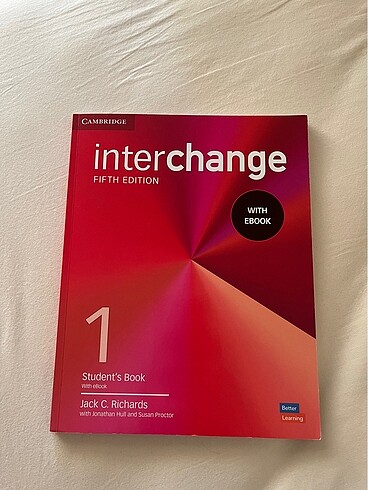 CAMBRIDGE
interchange
FIFTH EDITION
WITH
EBOOK
1
Student's Book
With eBook
Jack C. Richards
with Jonathan Hull and Susan Proctor
Better
Learning